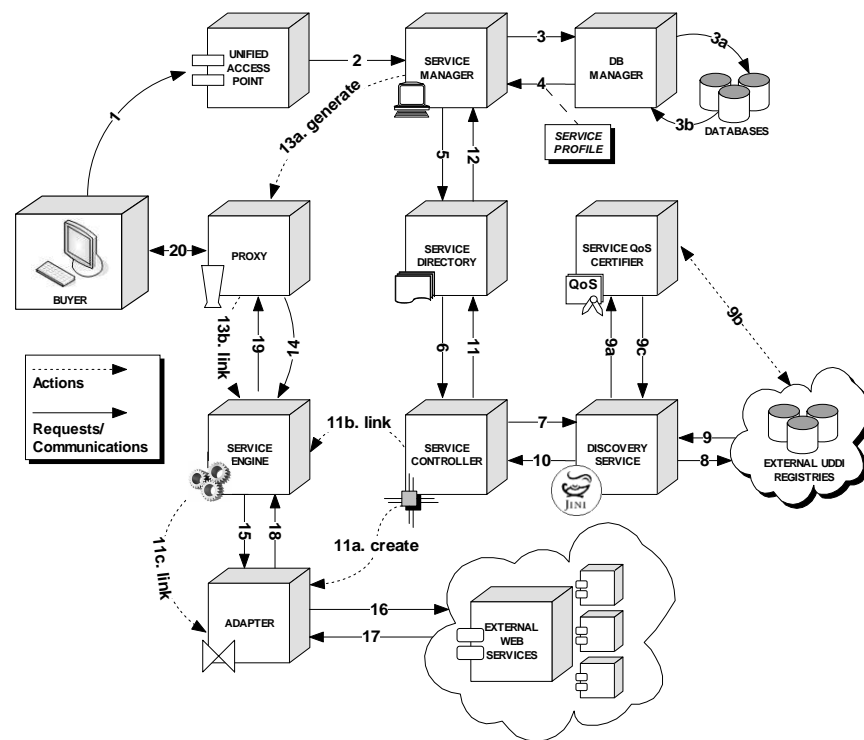 UNIFIED
ACCESS
POINT
2
SERVICE
MANAGER
3
4
DB
MANAGER
3a
3b
DATABASES
SERVICE
PROFILE
1
13a. generate
5
12
BUYER
20
PROXY
SERVICE
DIRECTORY
SERVICE QoS
CERTIFIER
QoS
9b
13b. link
19
14
6
11
9a
9c
Actions
Requests/
Communications
SERVICE
ENGINE
11b. link
SERVICE
CONTROLLER
7
10
DISCOVERY
SERVICE
JINI
9
8
EXTERNAL UDDI
REGISTRIES
11c. link
15
18
11a. create
ADAPTER
16
17
EXTERNAL
WEB
SERVICES